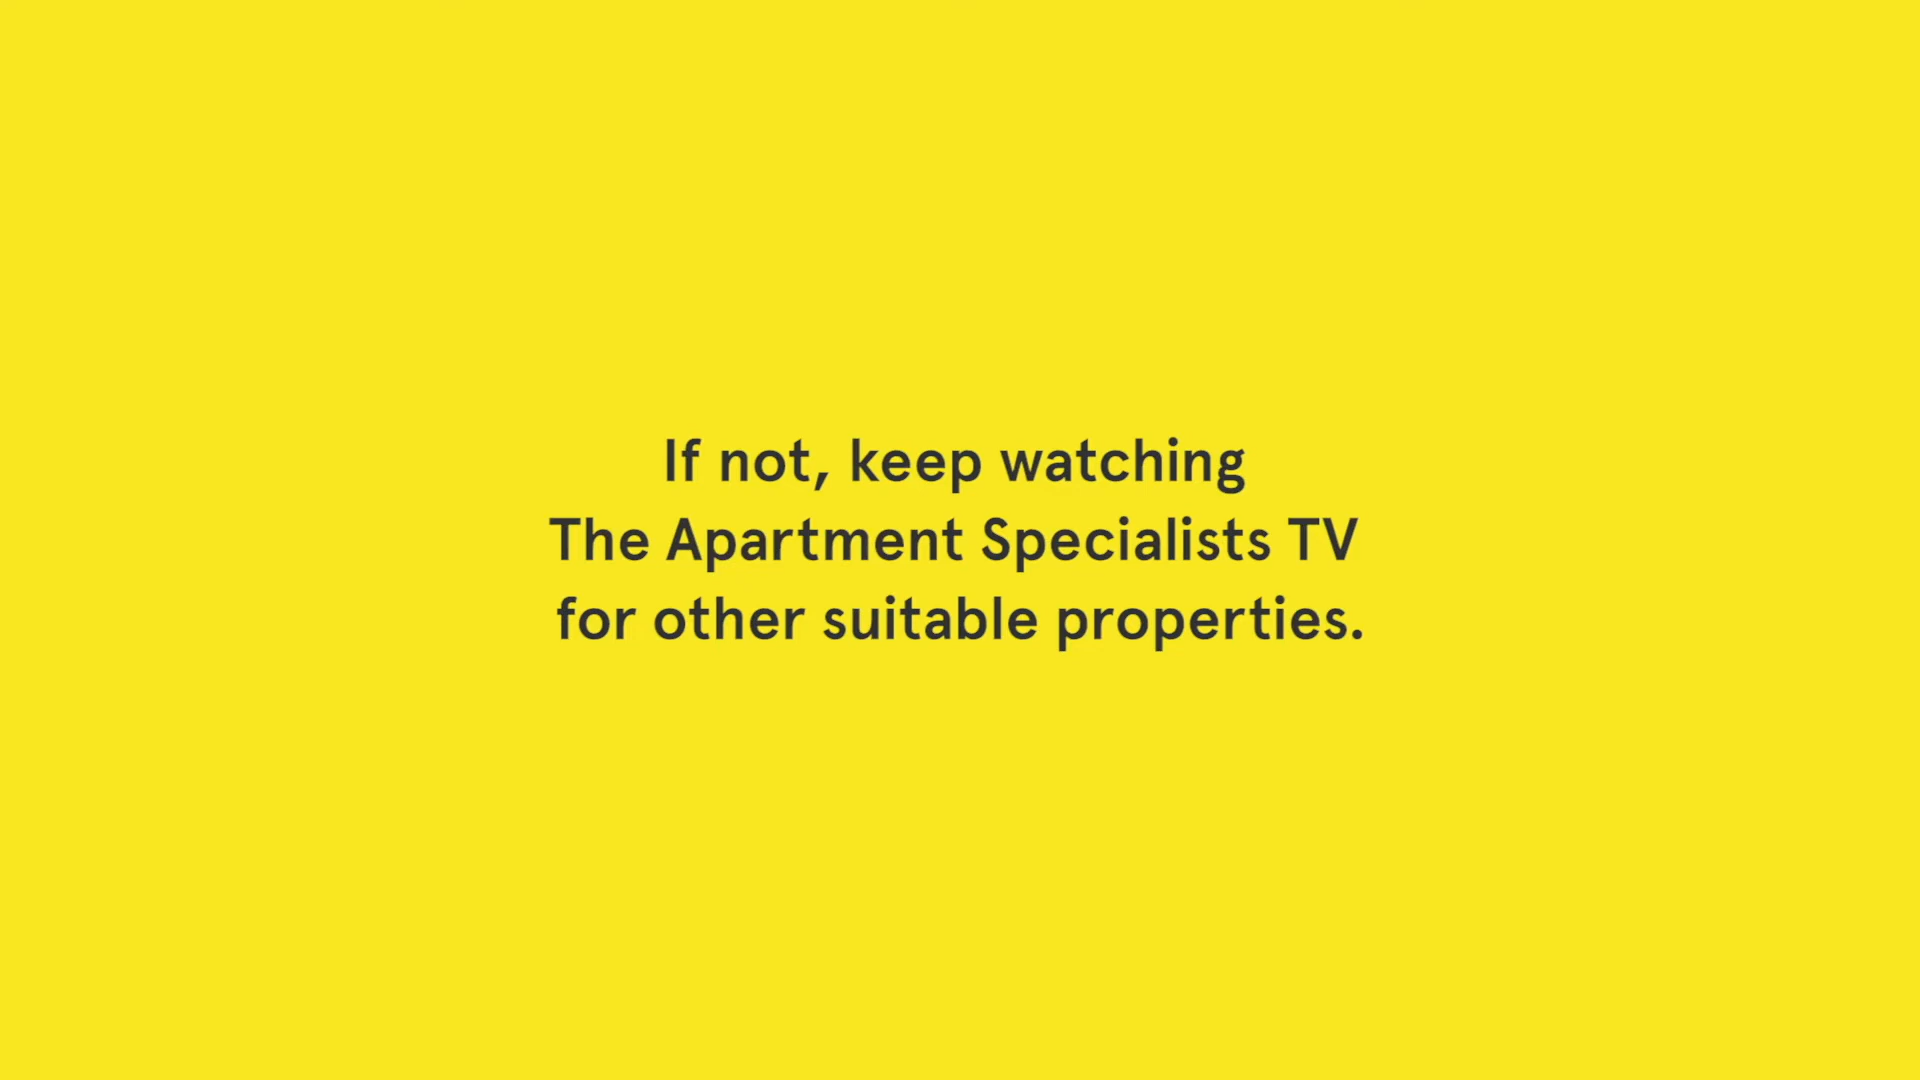 If not, keep watching
The Apartment Specialists TV
for other suitable properties.